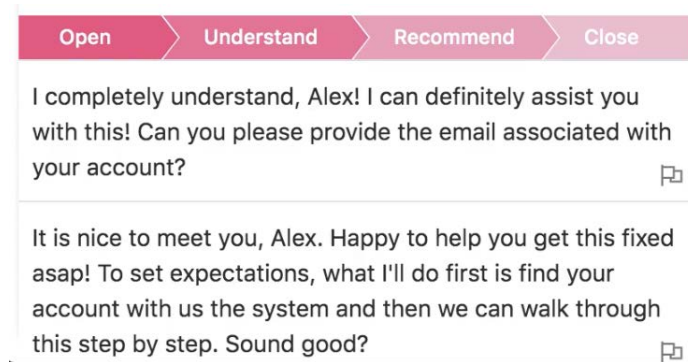 Open Understand Recommend Close
I completely understand, Alex! I can definitely assist you
with this! Can you please provide the email associated with
your account?
It is nice to meet you, Alex. Happy to help you get this fixed
asap! To set expectations, what I'll do first is find your
account with us the system and then we can walk through
this step by step. Sound good?